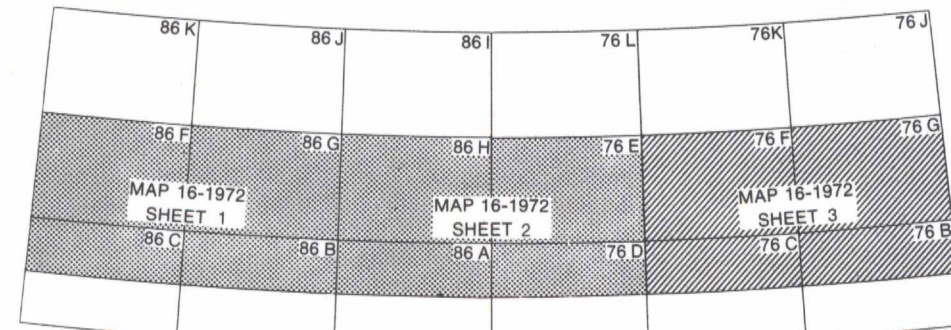 86 K
86 J
86 I
76 L
76K
76 J
86 F
86 G
86 H
76 E
76 F
76 G
MAP 16-1972
SHEET 1
MAP 16-1972
SHEET 2
MAP 16-1972
SHEET 3
86 C
86 B
86 A
76 D
76 C
76 B